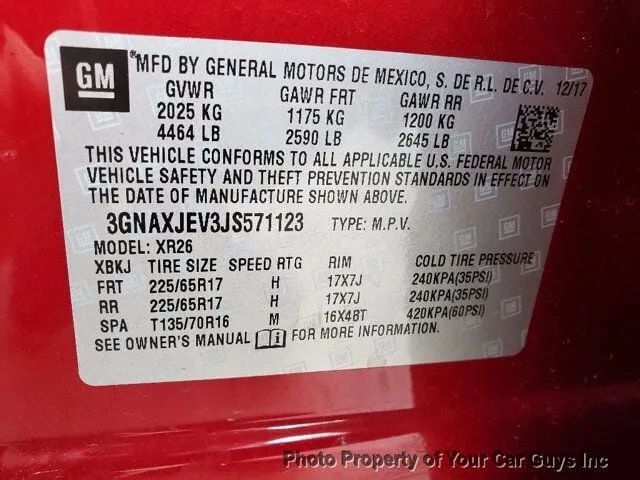 GM
MFD BY GENERAL MOTORS DE MEXICO, S. DE R.L. DE C.V. 12/17
GVWR GAWR FRT GAWR RR
2025 KG 1175 KG 1200 KG
4464 LB 2590 LB 2645 LB
THIS VEHICLE CONFORMS TO ALL APPLICABLE U.S. FEDERAL MOTOR
VEHICLE SAFETY AND THEFT PREVENTION STANDARDS IN EFFECT ON
THE DATE OF MANUFACTURE SHOWN ABOVE.
3GNAXJEV3JS571123 TYPE: M.P.V.
MODEL: XR26
XBKJ TIRE SIZE SPEED RTG RIM COLD TIRE PRESSURE
FRT 225/65R17 H 17X7J 240KPA(35PSI)
RR 225/65R17 H 17X7J 240KPA(35PSI)
SPA T135/70R16 M 16X4BT 420KPA(60PSI)
SEE OWNER'S MANUAL FOR MORE INFORMATION
Photo Property of Your Car Guys Inc